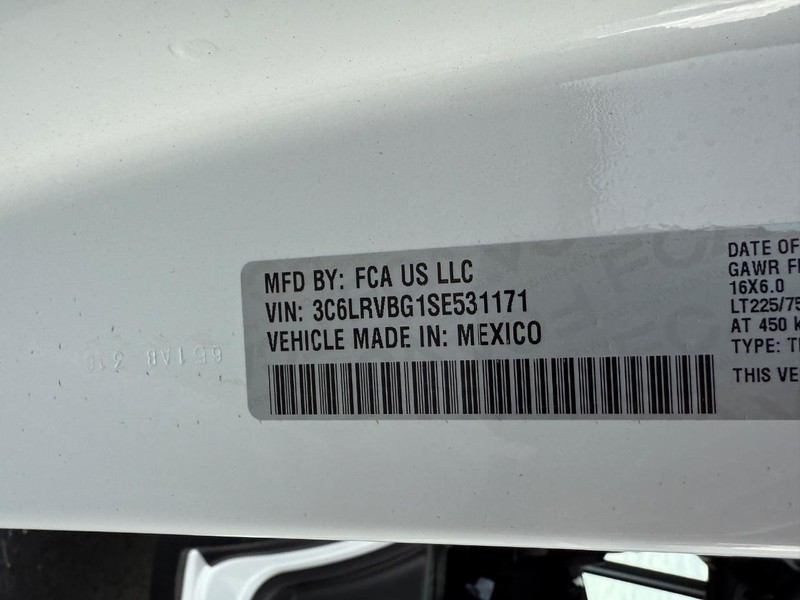 MFD BY: FCA US LLC
VIN: 3C6LRVBG1SE531171
VEHICLE MADE IN: MEXICO
DATE OF
GAWR F
16X6.0
LT225/75
AT 450 k
TYPE: T
THIS VE